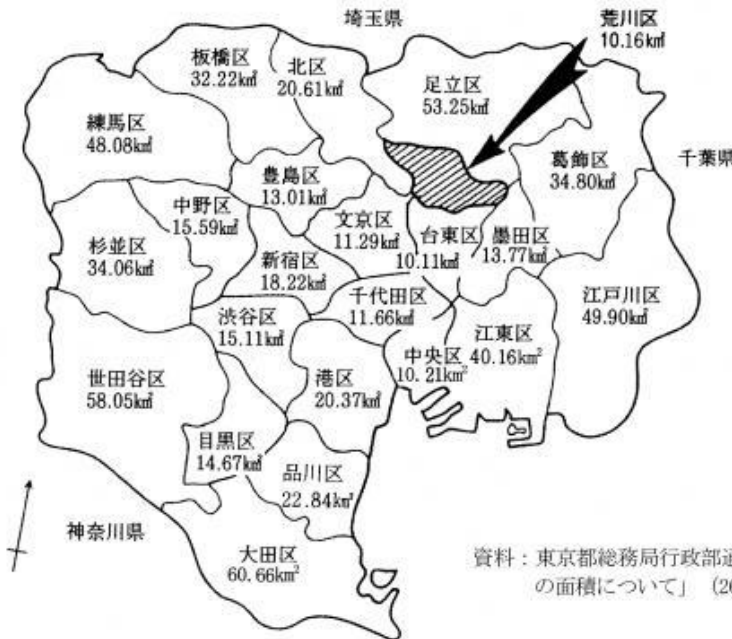 埼玉県
荒川区
10.16k㎡
板橋区
32.22k㎡
北区
20.61k㎡
足立区
53.25k㎡
練馬区
48.08k㎡
葛飾区
34.80k㎡
千葉県
豊島区
13.01k㎡
中野区
15.59k㎡
文京区
11.29k㎡
台東区
10.11k㎡
墨田区
13.77k㎡
杉並区
34.06k㎡
新宿区
18.22k㎡
千代田区
11.66k㎡
江戸川区
49.90k㎡
渋谷区
15.11k㎡
江東区
40.16km²
中央区
10.21km²
世田谷区
58.05k㎡
港区
20.37k㎡
目黒区
14.67k㎡
品川区
22.84km²
神奈川県
大田区
60.66km²
資料：東京都総務局行政部
の面積について」（20